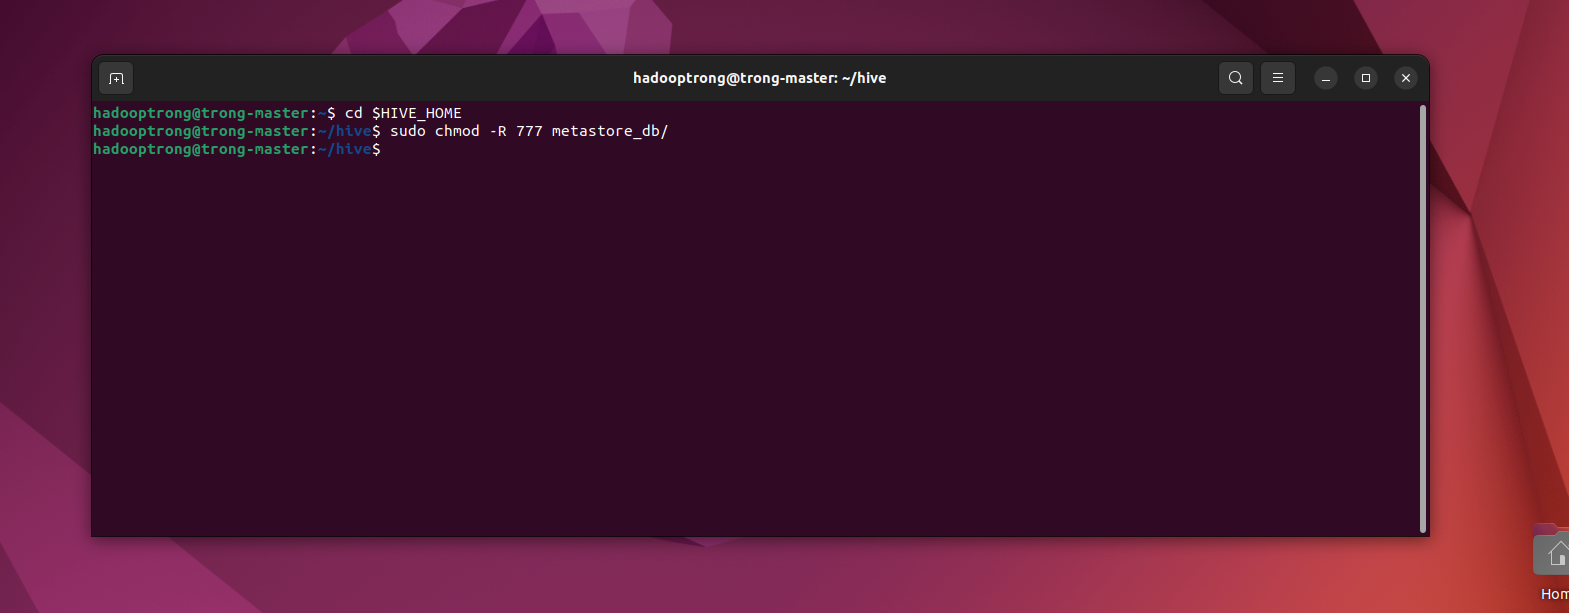 hadooptrong@trong-master: ~/hive
hadooptrong@trong-master:~$ cd $HIVE_HOME
hadooptrong@trong-master:~/hive$ sudo chmod -R 777 metastore_db/
hadooptrong@trong-master:~/hive$